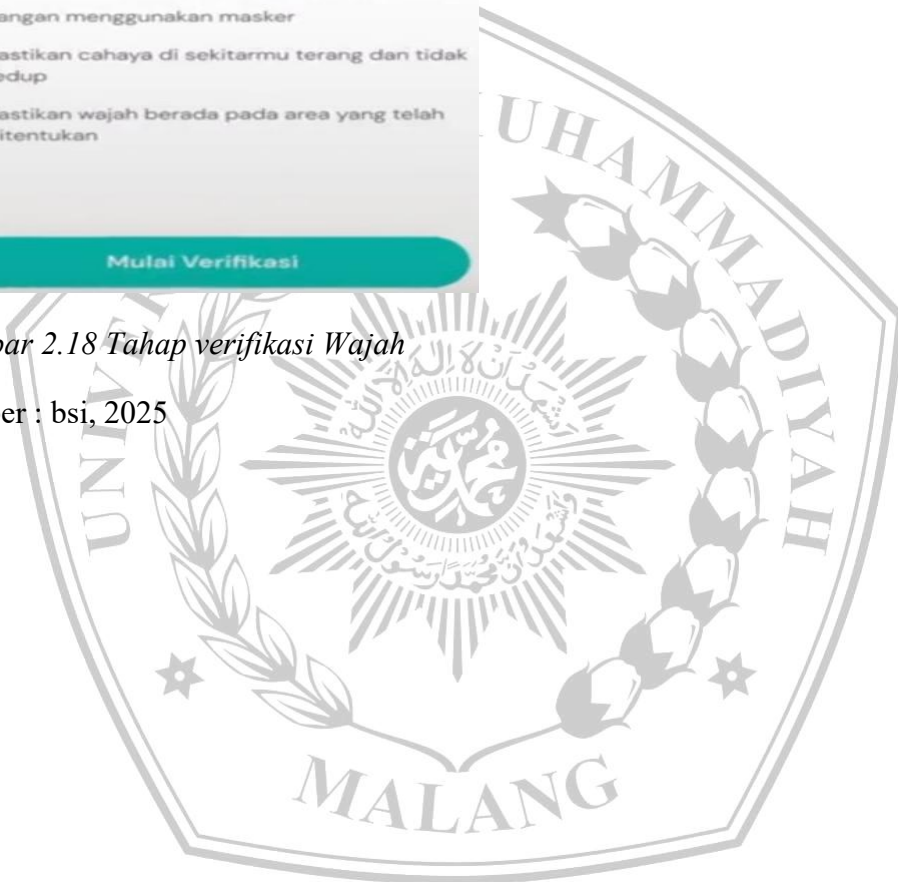 angan menggunakan masker
astikan cahaya di sekitarmu terang dan tidak
edup
astikan wajah berada pada area yang telah
itentukan
Mulai Verifikasi
bar 2.18 Tahap verifikasi Wajah
er : bsi, 2025
UHAMMADIYAH
UNIVER
MALANG